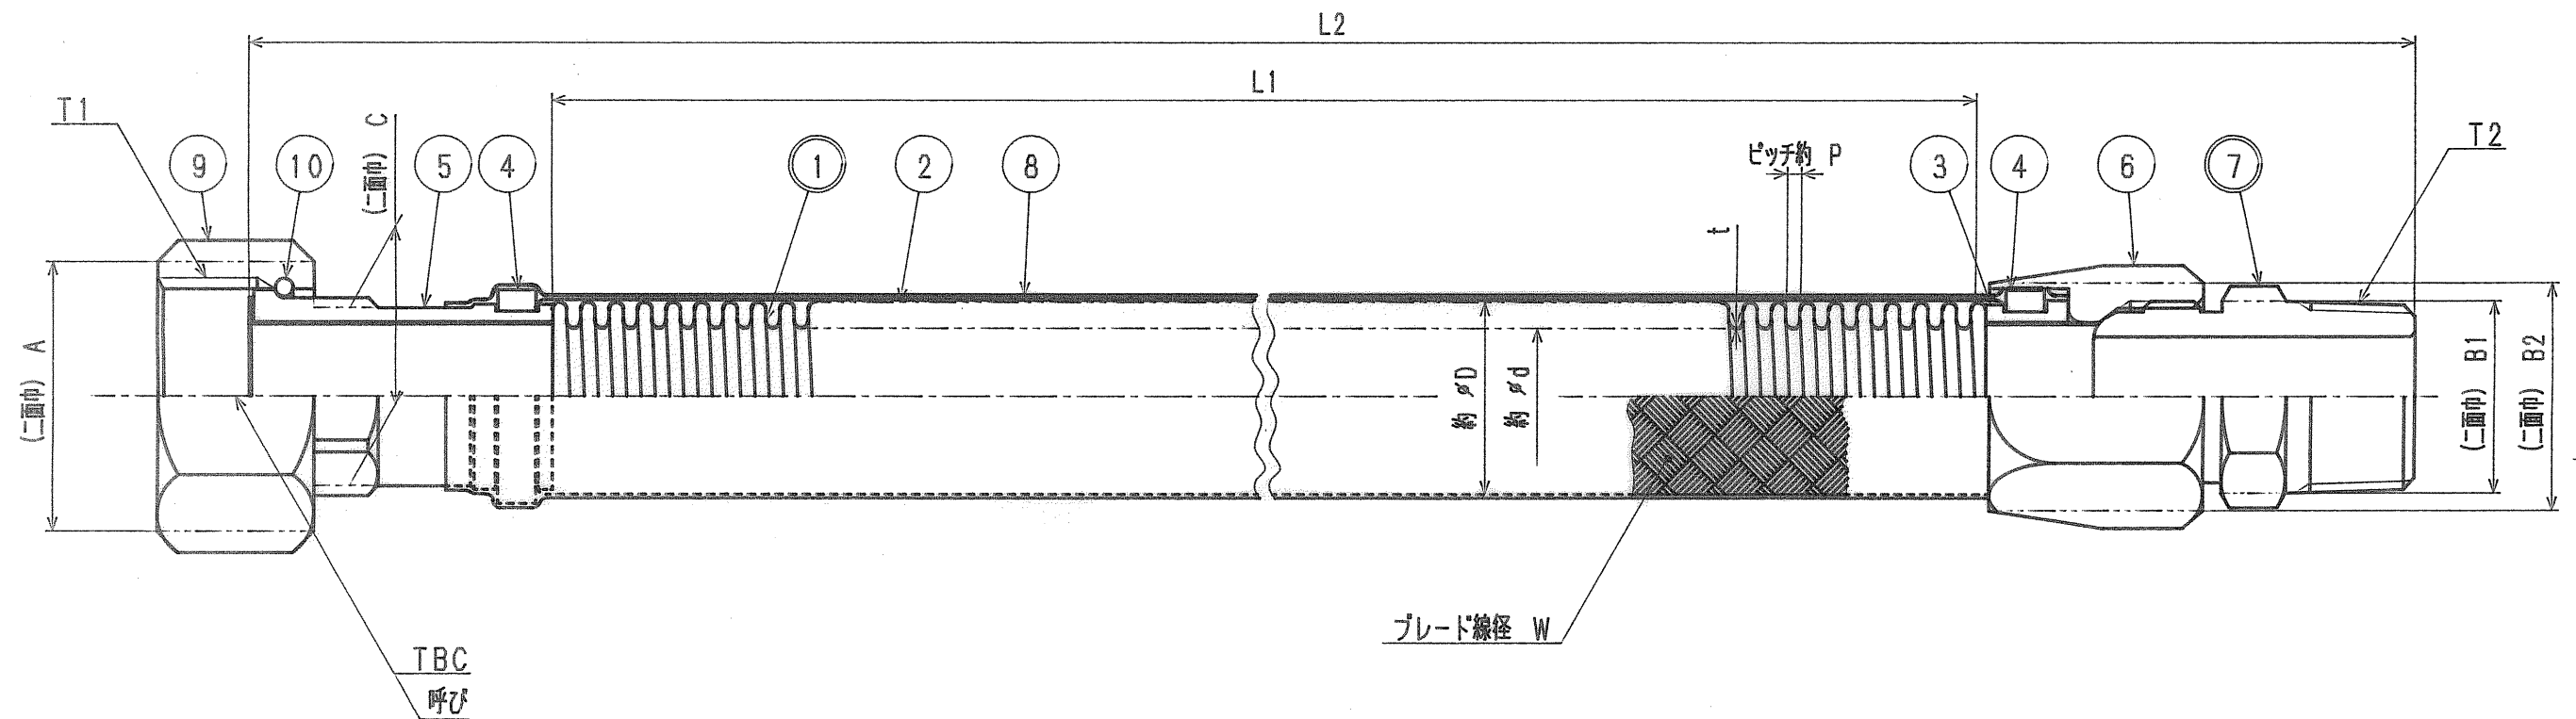 L2
L1
T1
(二面巾) C
9
10
5
4
1
2
8
ピッチ約 P
3
4
6
7
T2
t
(二面巾) A
約 φD
約 φd
(二面巾) B1
(二面巾) B2
ブレード線径 W
TBC
呼び